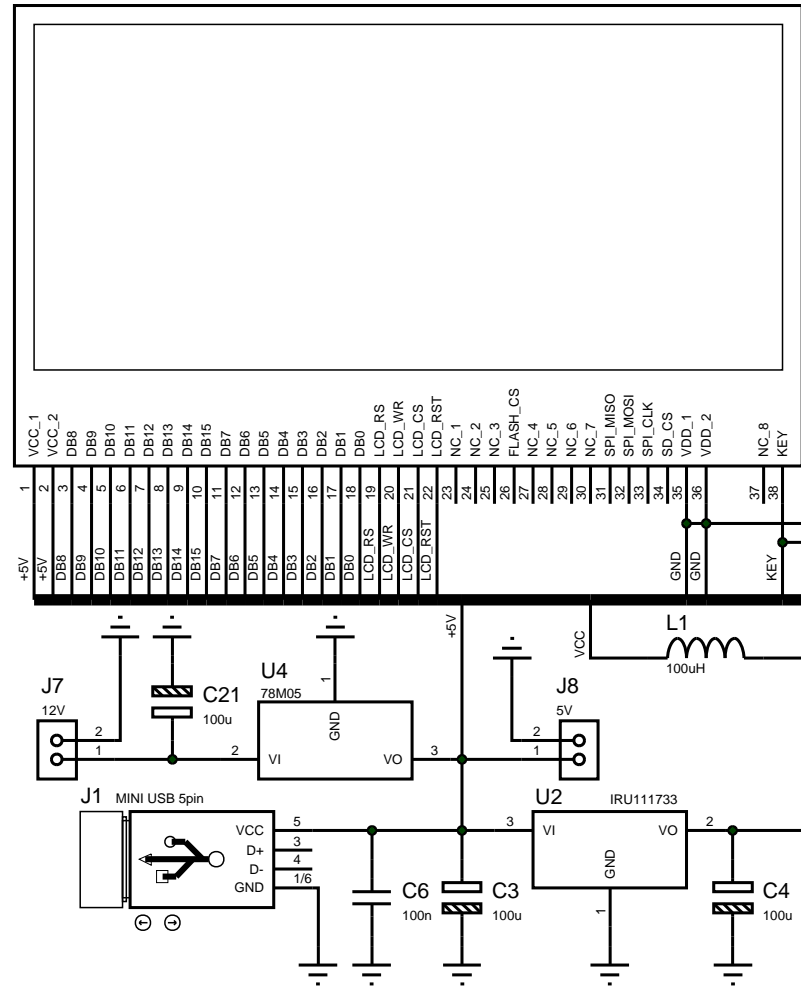 VCC_1
VCC_2
DB8
DB9
DB10
DB11
DB12
DB13
DB14
DB15
DB7
DB6
DB5
DB4
DB3
DB2
DB1
DB0
LCD_RS
LCD_WR
LCD_CS
LCD_RST
NC_1
NC_2
NC_3
FLASH_CS
NC_4
NC_5
NC_6
NC_7
SPI_MISO
SPI_MOSI
SPI_CLK
SD_CS
VDD_1
VDD_2
NC_8
KEY
1
2
3
4
5
6
7
8
9
10
11
12
13
14
15
16
17
18
19
20
21
22
23
24
25
26
27
28
29
30
31
32
33
34
35
36
37
38
+5V
+5V
DB8
DB9
DB10
DB11
DB12
DB13
DB14
DB15
DB7
DB6
DB5
DB4
DB3
DB2
DB1
DB0
LCD_RS
LCD_WR
LCD_CS
LCD_RST
GND
GND
KEY
+5V
VCC
L1
100uH
J7
12V
2
1
C21
100u
U4
78M05
1
GND
2
VI
VO
3
J8
5V
2
1
J1
MINI USB 5pin
VCC
5
D+
3
D-
4
GND
1/6
C6
100n
C3
100u
U2
IRU111733
3
VI
VO
2
GND
1
C4
100u